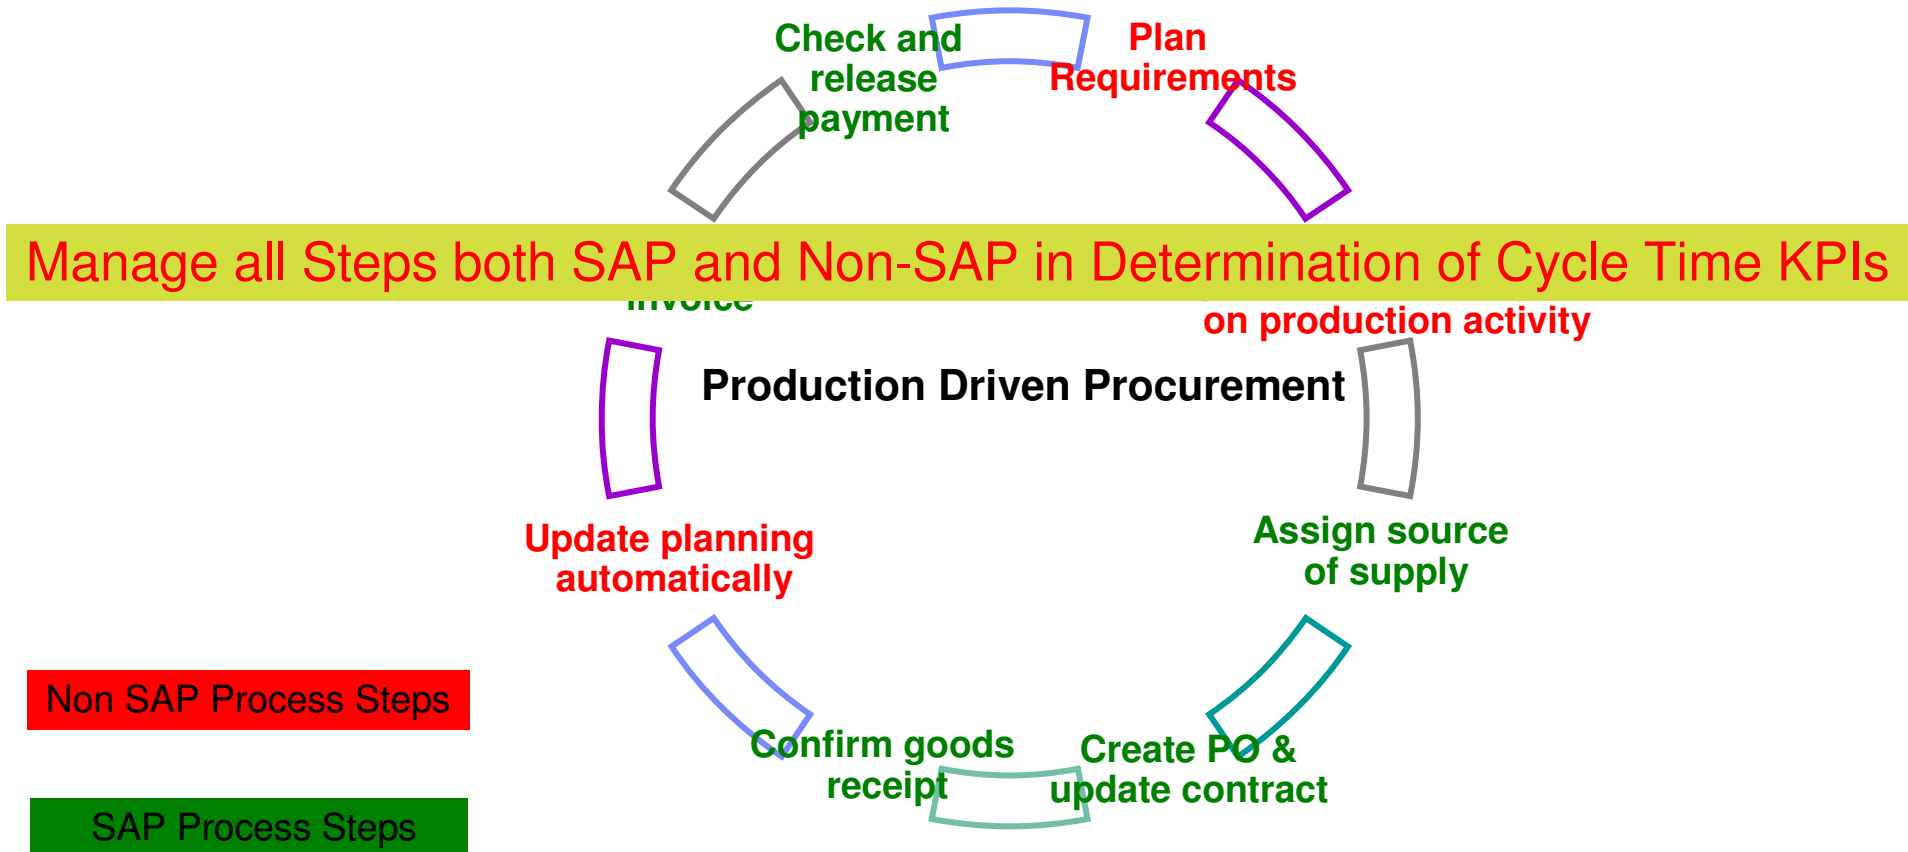 Check and
release
payment
Plan
Requirements
Manage all Steps both SAP and Non-SAP in Determination of Cycle Time KPIs
invoice
on production activity
Production Driven Procurement
Update planning
automatically
Assign source
of supply
Non SAP Process Steps
Confirm goods
receipt
Create PO &
update contract
SAP Process Steps